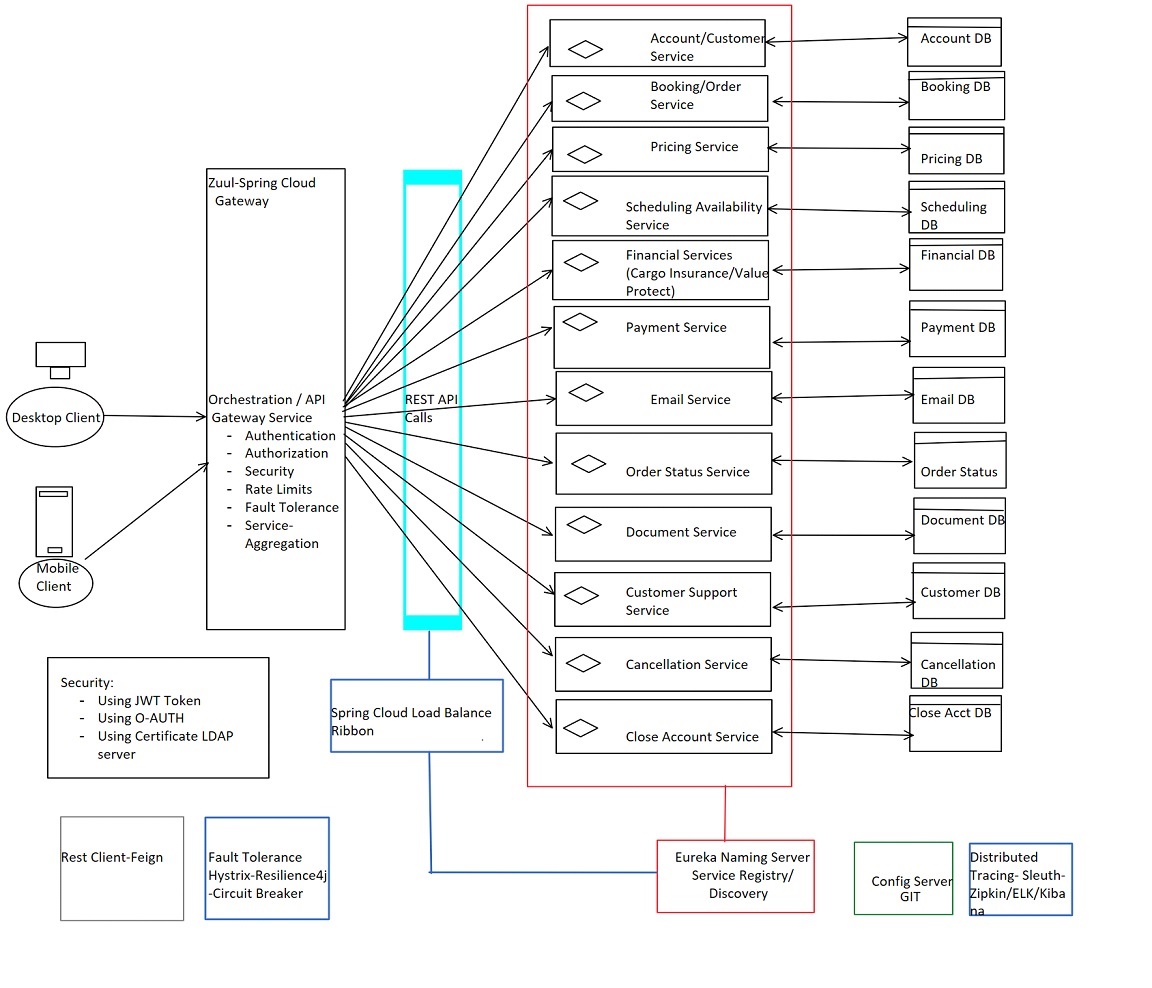 Account/Customer
Service
Account DB
Booking/Order
Service
Booking DB
Pricing Service
Pricing DB
Zuul-Spring Cloud
Gateway
Scheduling Availability
Service
Scheduling
DB
Financial Services
(Cargo Insurance/Value
Protect)
Financial DB
Payment Service
Payment DB
Desktop Client
Orchestration / API
Gateway Service
- Authentication
- Authorization
- Security
- Rate Limits
- Fault Tolerance
- Service-
Aggregation
REST API
Calls
Email Service
Email DB
Order Status Service
Order Status
Document Service
Document DB
Mobile
Client
Customer Support
Service
Customer DB
Cancellation Service
Cancellation
DB
Close Account Service
Close Acct DB
Security:
- Using JWT Token
- Using O-AUTH
- Using Certificate LDAP
server
Spring Cloud Load Balance
Ribbon
Rest Client-Feign
Fault Tolerance
Hystrix-Resilience4j
-Circuit Breaker
Eureka Naming Server
Service Registry/
Discovery
Config Server
GIT
Distributed
Tracing- Sleuth-
Zipkin/ELK/Kiba
na